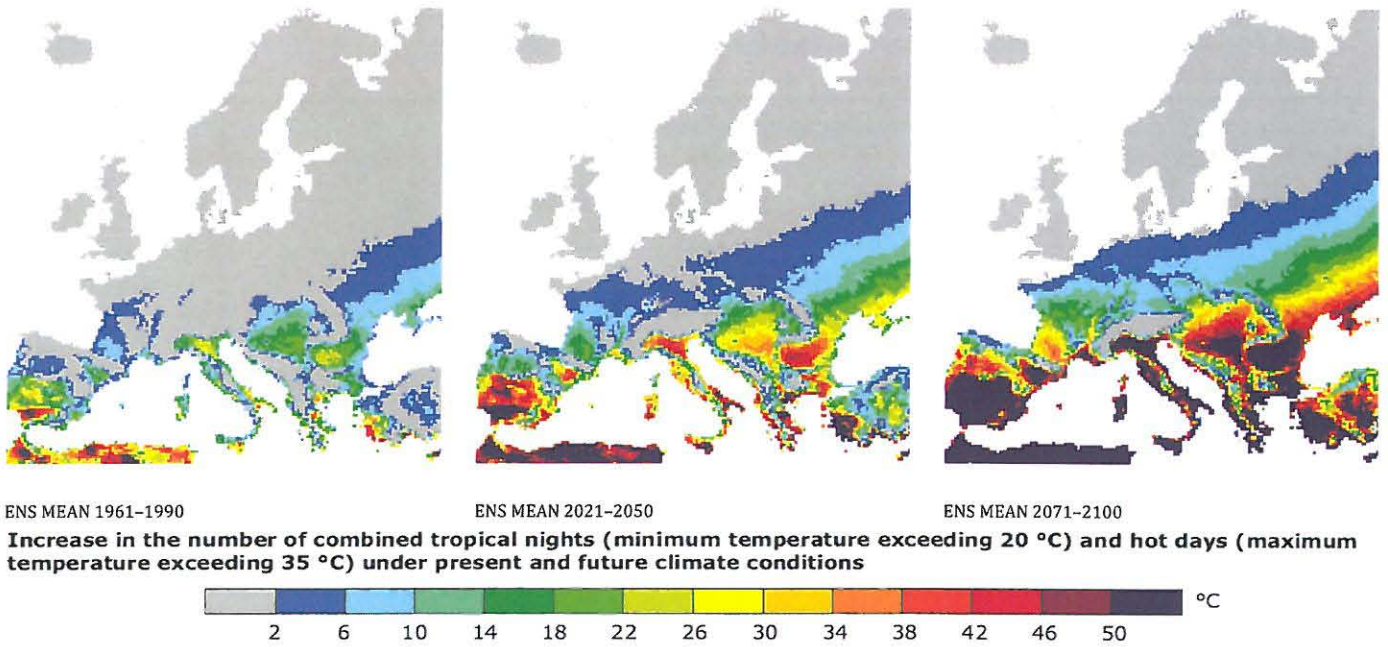 ENS MEAN 1961–1990
ENS MEAN 2021–2050
ENS MEAN 2071–2100
Increase in the number of combined tropical nights (minimum temperature exceeding 20 °C) and hot days (maximum
temperature exceeding 35 °C) under present and future climate conditions
°C
2 6 10 14 18 22 26 30 34 38 42 46 50